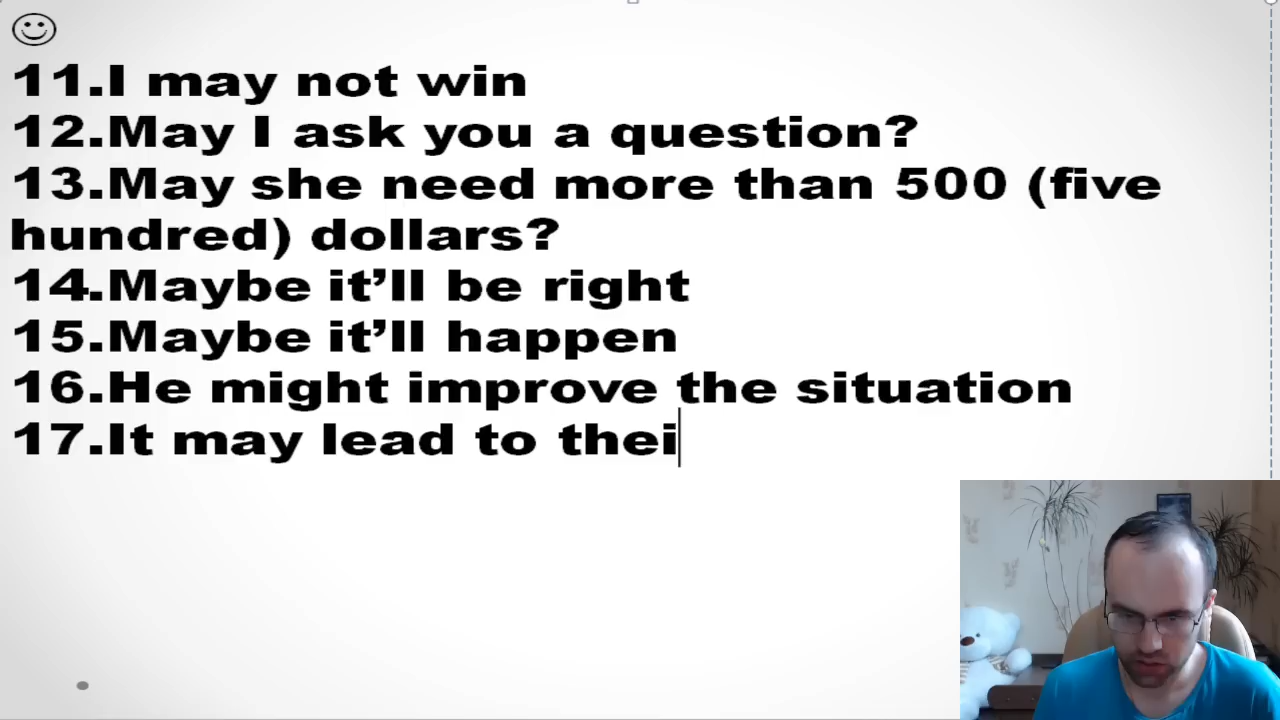 11.I may not win
12.May I ask you a question?
13.May she need more than 500 (five
hundred) dollars?
14.Maybe it’ll be right
15.Maybe it’ll happen
16.He might improve the situation
17.It may lead to thei